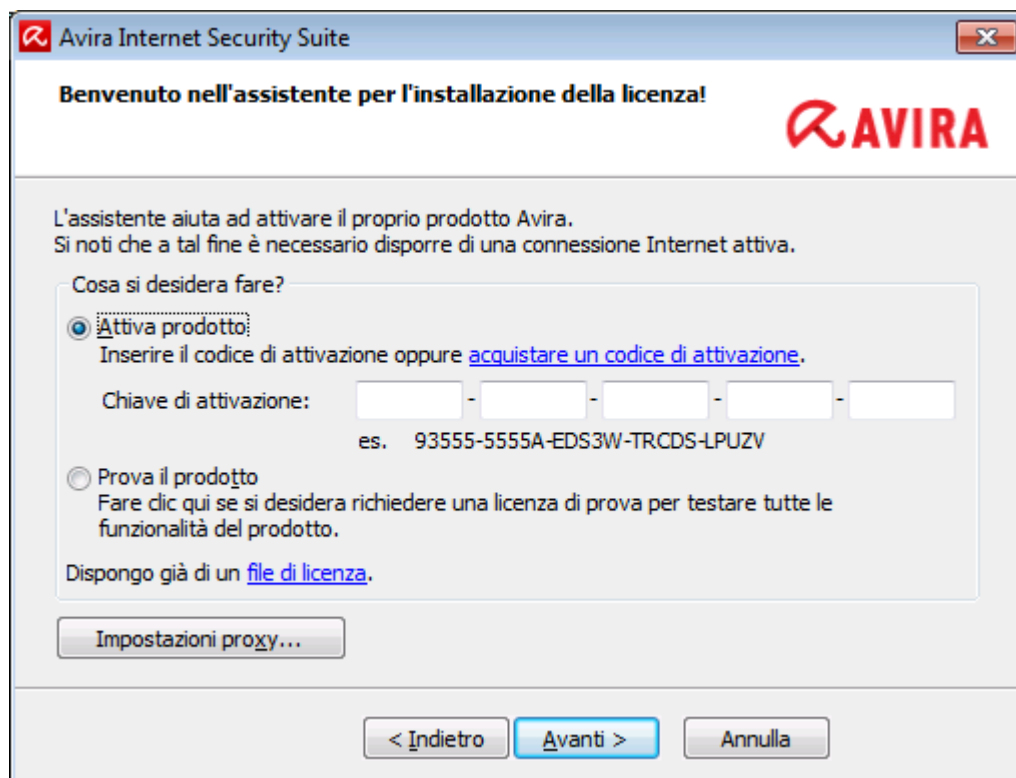 Avira Internet Security Suite
Benvenuto nell'assistente per l'installazione della licenza!
AVIRA
L'assistente aiuta ad attivare il proprio prodotto Avira.
Si noti che a tal fine è necessario disporre di una connessione Internet attiva.
Cosa si desidera fare?
Attiva prodotto
Inserire il codice di attivazione oppure acquistare un codice di attivazione.
Chiave di attivazione: - - - -
es. 93555-5555A-EDS3W-TRCDS-LPUZV
Prova il prodotto
Fare clic qui se si desidera richiedere una licenza di prova per testare tutte le
funzionalità del prodotto.
Dispongo già di un file di licenza.
Impostazioni proxy...
< Indietro Avanti > Annulla